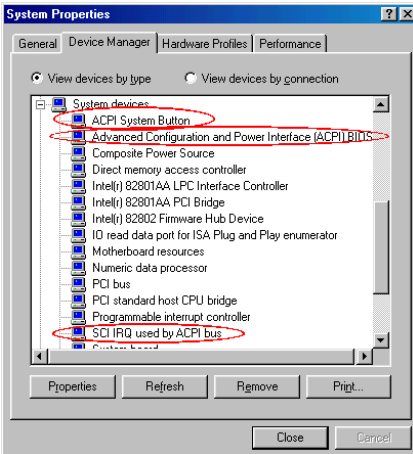 System Properties
General
Device Manager
Hardware Profiles
Performance
View devices by type
View devices by connection
System devices
ACPI System Button
Advanced Configuration and Power Interface (ACPI) BIOS
Composite Power Source
Direct memory access controller
Intel(r) 82801AA LPC Interface Controller
Intel(r) 82801AA PCI Bridge
Intel(r) 82802 Firmware Hub Device
IO read data port for ISA Plug and Play enumerator
Motherboard resources
Numeric data processor
PCI bus
PCI standard host CPU bridge
Programmable interrupt controller
SCI IRQ used by ACPI bus
System board
Properties
Refresh
Remove
Print...
Close
Cancel